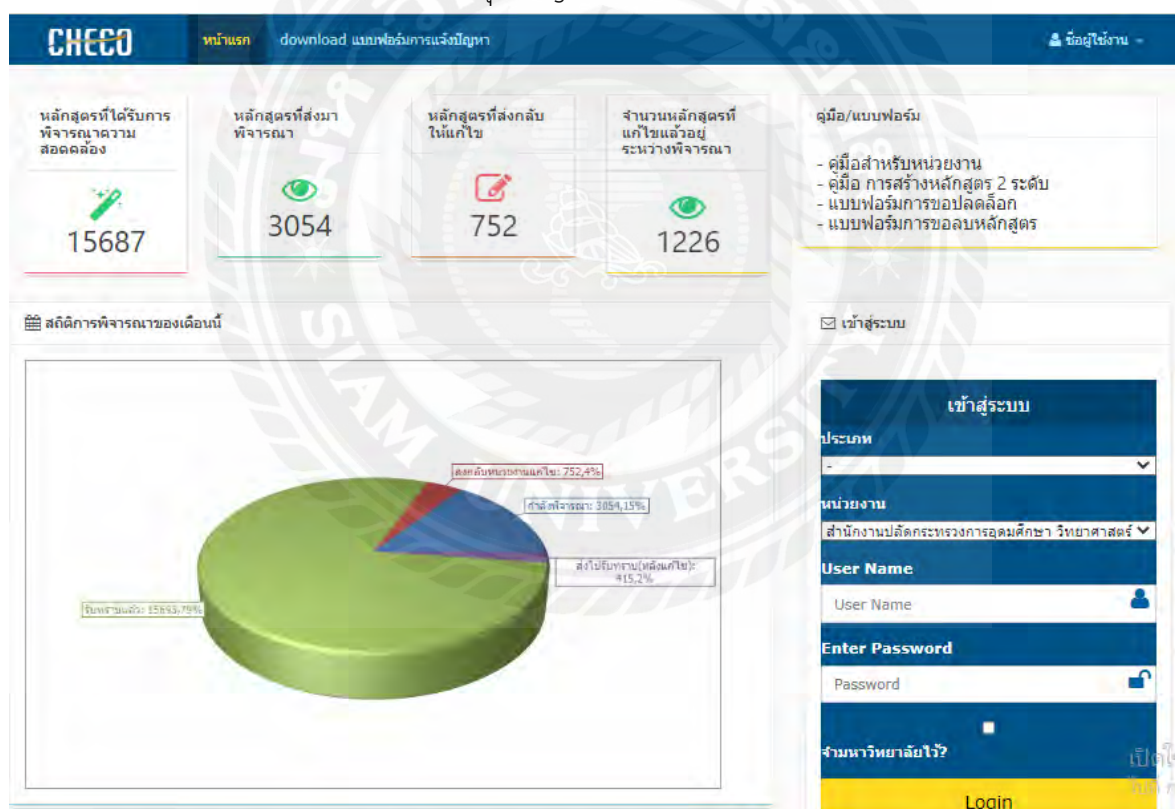 CHECO
หน้าแรก
download แบบฟอร์มการแจ้งปัญหา
ชื่อผู้ใช้งาน
หลักสูตรที่ได้รับการ
พิจารณาความ
สอดคล้อง
15687
หลักสูตรที่ส่งมา
พิจารณา
3054
หลักสูตรที่ส่งกลับ
ให้แก้ไข
752
จำนวนหลักสูตรที่
แก้ไขแล้วอยู่
ระหว่างพิจารณา
1226
คู่มือ/แบบฟอร์ม
- คู่มือสำหรับหน่วยงาน
- คู่มือ การสร้างหลักสูตร 2 ระดับ
- แบบฟอร์มการขอปลดล็อก
- แบบฟอร์มการขอลบหลักสูตร
สถิติการพิจารณาของเดือนนี้
ส่งกลับหน่วยงานแก้ไข: 752,4%
กำลังพิจารณา: 3054,15%
ส่งไปรับทราบ(หลังแก้ไข):
415,2%
รับทราบแล้ว: 15693,79%
เข้าสู่ระบบ
เข้าสู่ระบบ
ประเภท
-
หน่วยงาน
สำนักงานปลัดกระทรวงการอุดมศึกษา วิทยาศาสตร์
User Name
User Name
Enter Password
Password
จำมหาวิทยาลัยไว้?
Login
SIAM UNIVERSITY